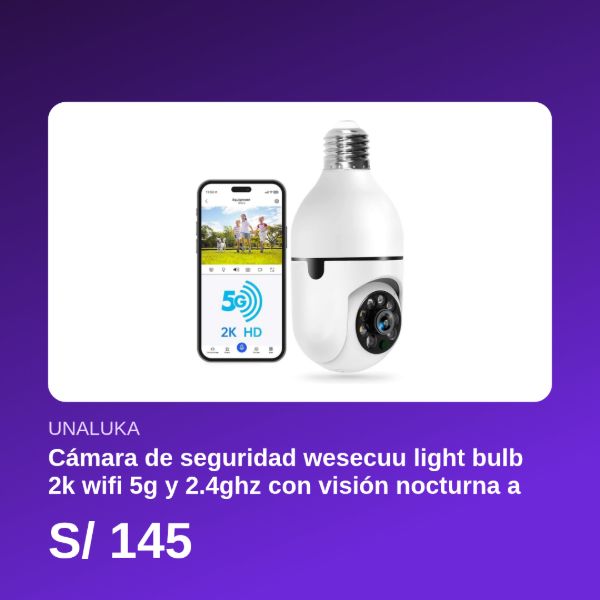 5G
2K HD
UNALUKA
Cámara de seguridad wesecuu light bulb
2k wifi 5g y 2.4ghz con visión nocturna a
S/ 145